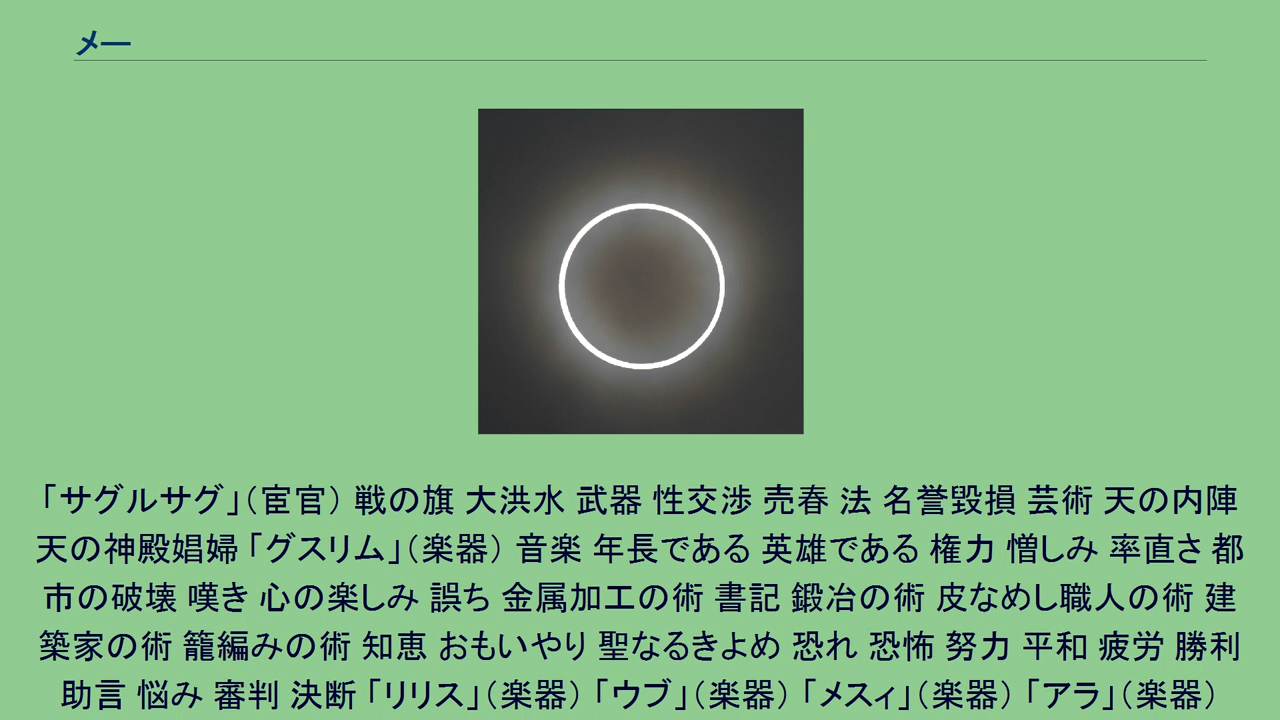 メー
「サグルサグ」（宦官） 戦の旗 大洪水 武器 性交渉 売春 法 名誉毀損 芸術 天の内陣
天の神殿娼婦 「グスリム」（楽器） 音楽 年長である 英雄である 権力 憎しみ 率直さ 都
市の破壊 嘆き 心の楽しみ 誤ち 金属加工の術 書記 鍛冶の術 皮なめし職人の術 建
築家の術 籠編みの術 知恵 おもいやり 聖なるきよめ 恐れ 恐怖 努力 平和 疲労 勝利
助言 悩み 審判 決断 「リリス」（楽器） 「ウブ」（楽器） 「メスィ」（楽器） 「アラ」（楽器）